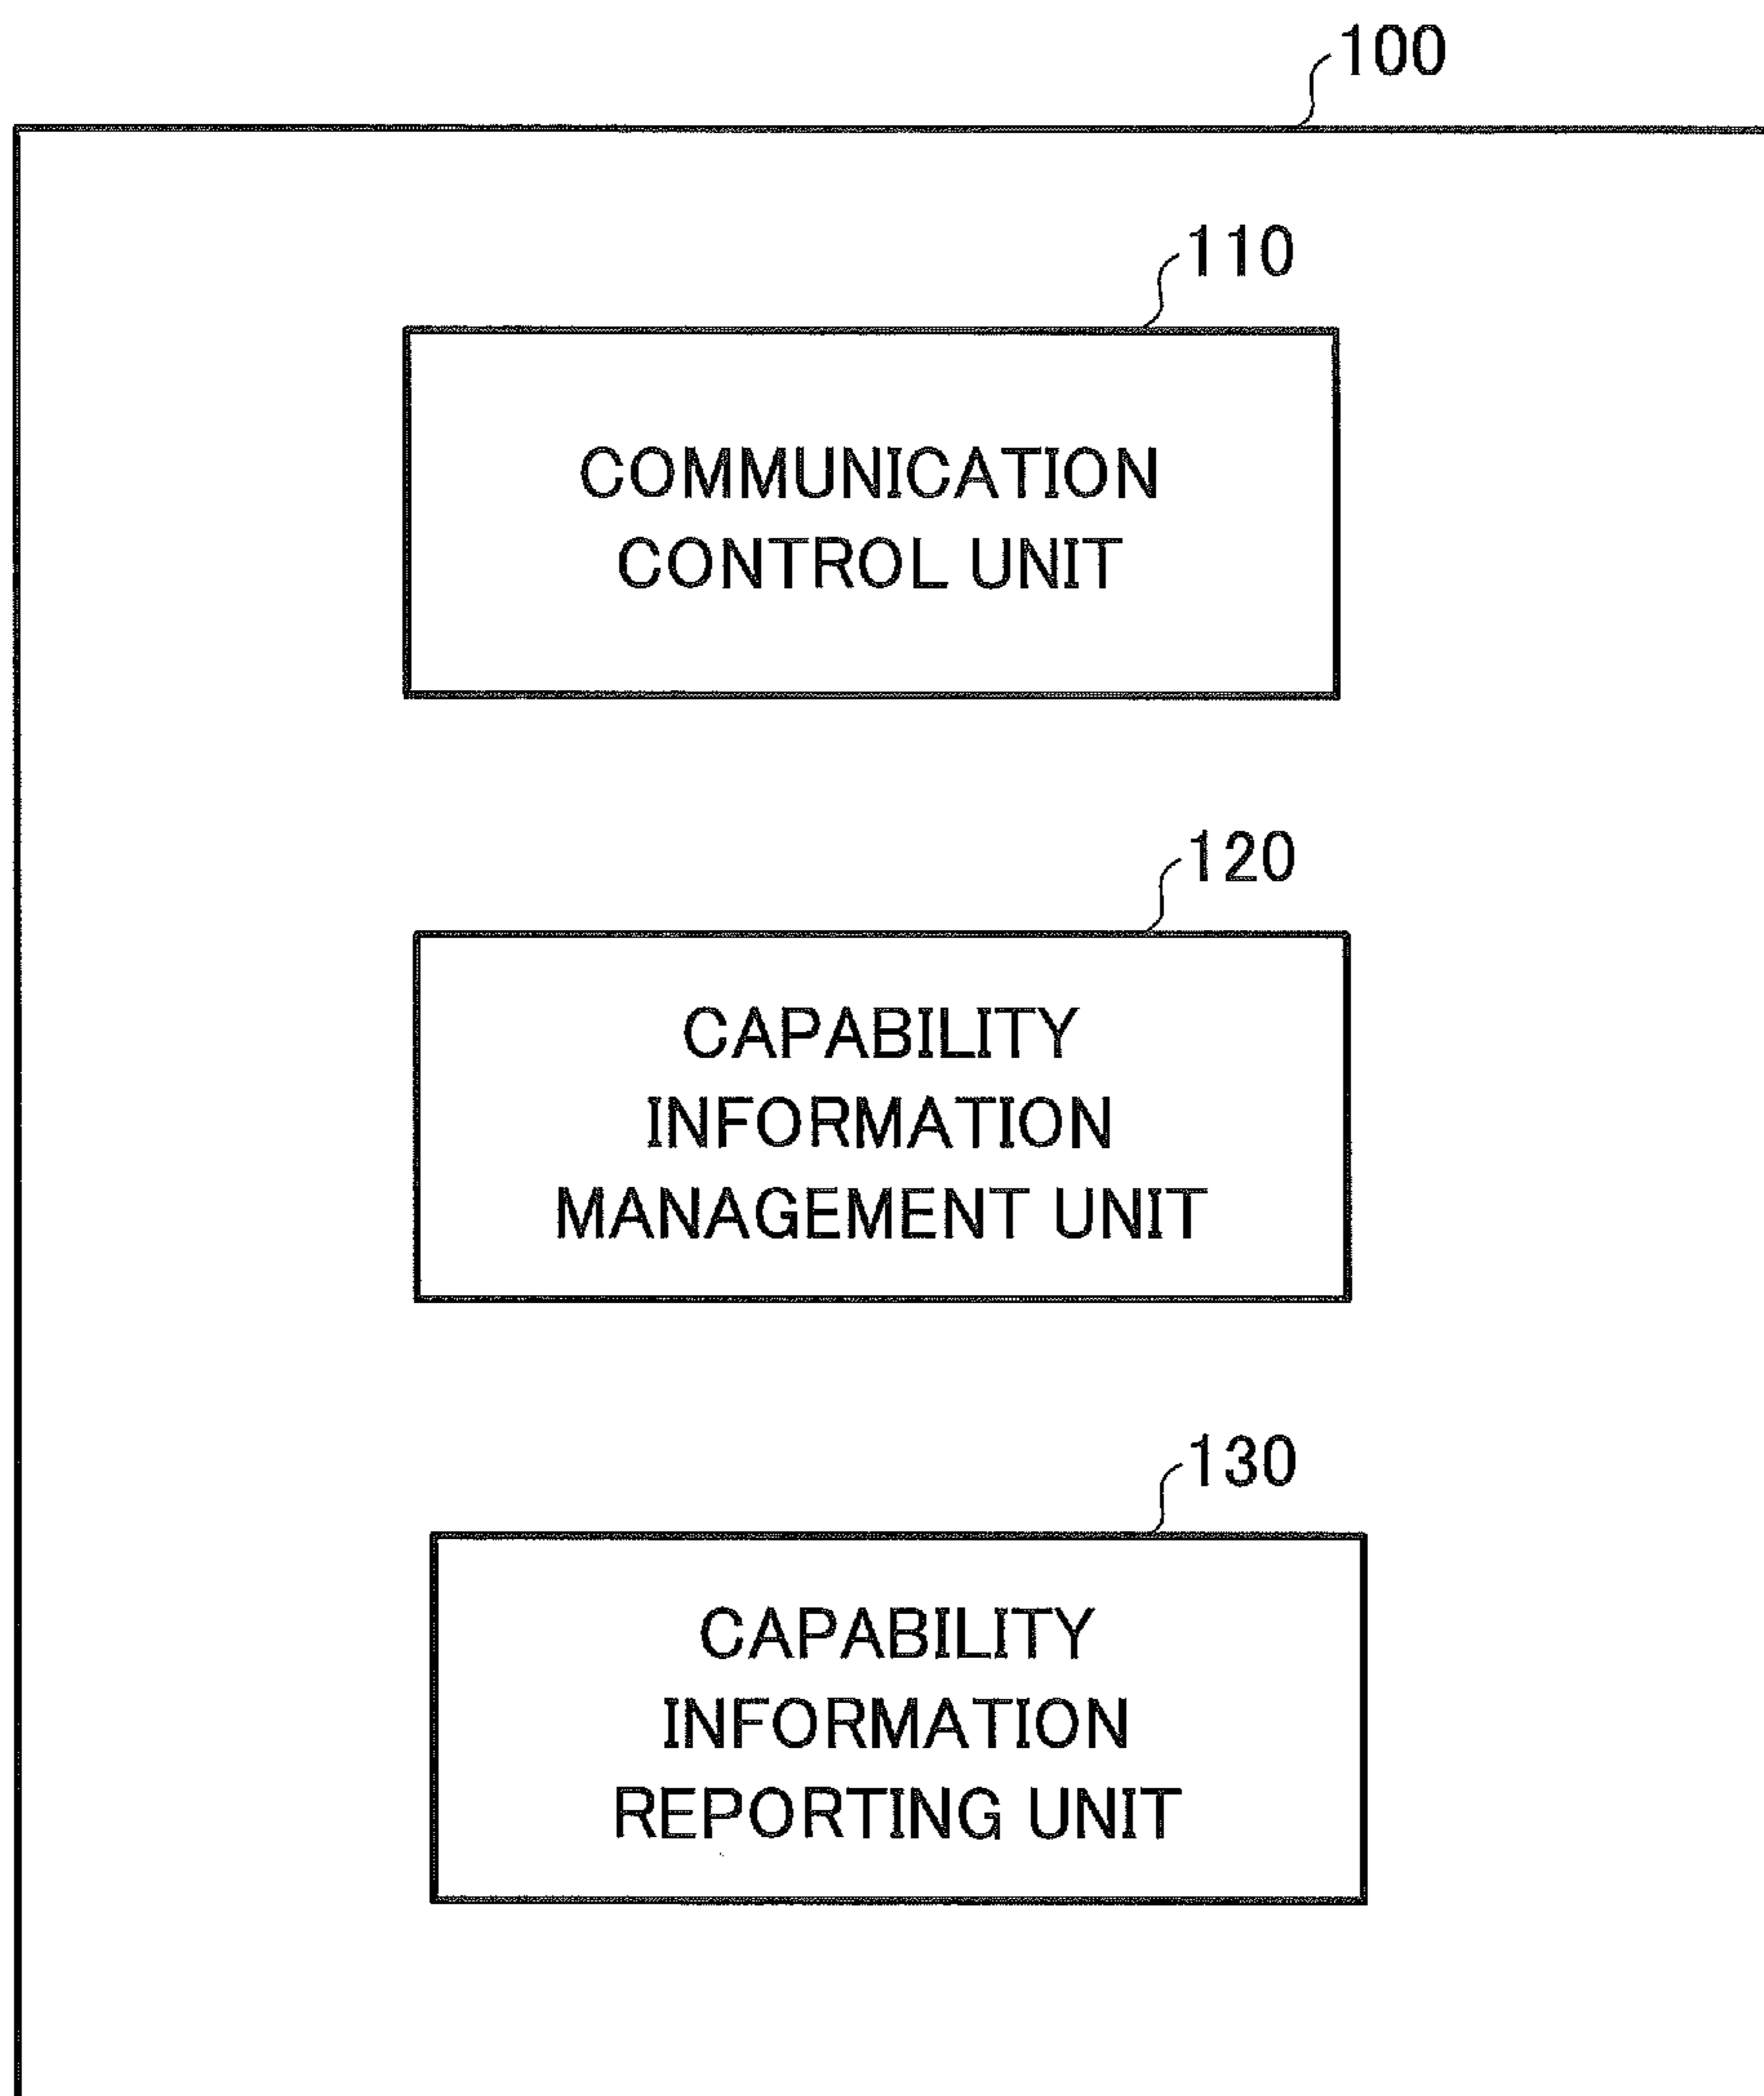 100
110
COMMUNICATION
CONTROL UNIT
120
CAPABILITY
INFORMATION
MANAGEMENT UNIT
130
CAPABILITY
INFORMATION
REPORTING UNIT